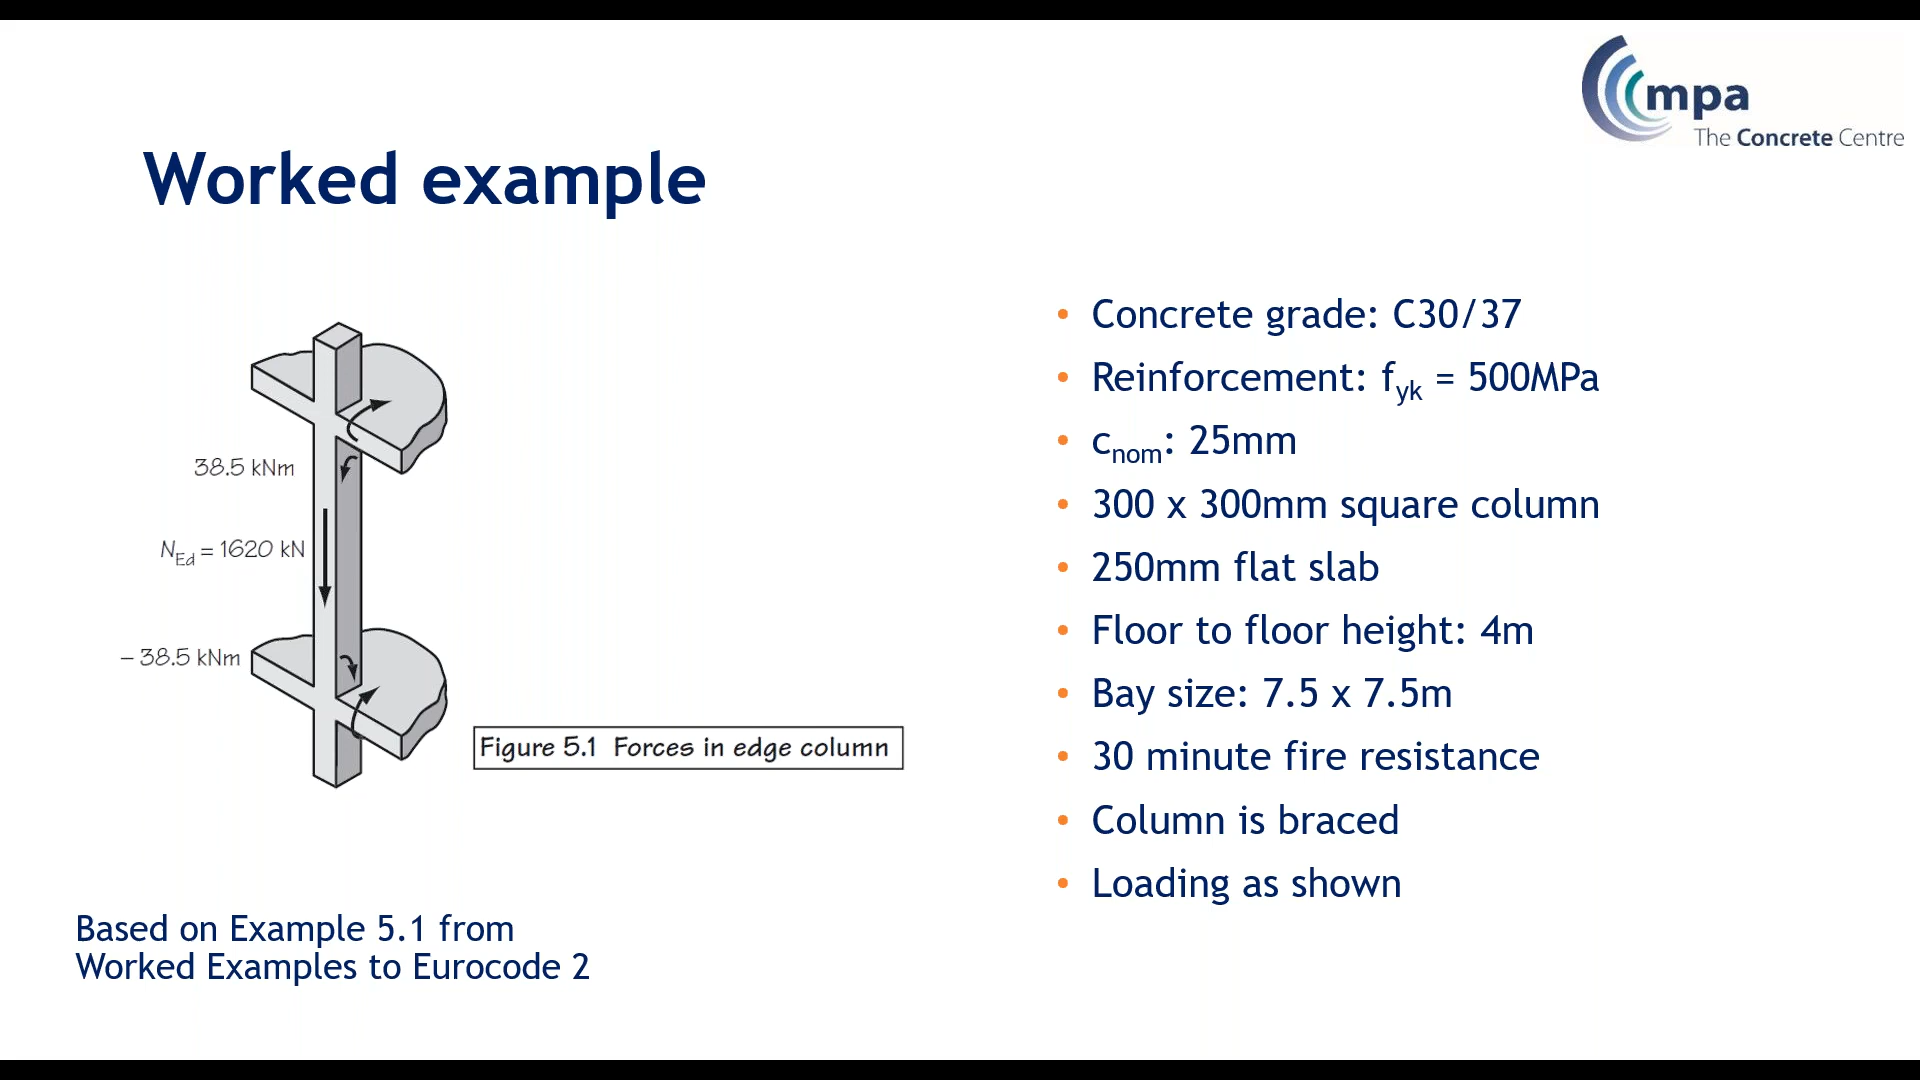 mpa
The Concrete Centre
Worked example
38.5 kNm
NEd = 1620 kN
– 38.5 kNm
Figure 5.1 Forces in edge column
Based on Example 5.1 from
Worked Examples to Eurocode 2
• Concrete grade: C30/37
• Reinforcement: fyk = 500MPa
• cnom: 25mm
• 300 x 300mm square column
• 250mm flat slab
• Floor to floor height: 4m
• Bay size: 7.5 x 7.5m
• 30 minute fire resistance
• Column is braced
• Loading as shown